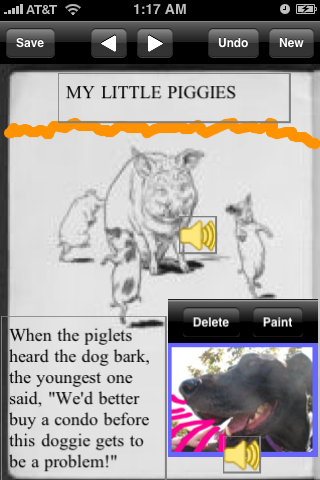 AT&T 1:17 AM
Save Undo New
MY LITTLE PIGGIES
Delete Paint
When the piglets
heard the dog bark,
the youngest one
said, "We'd better
buy a condo before
this doggie gets to
be a problem!"